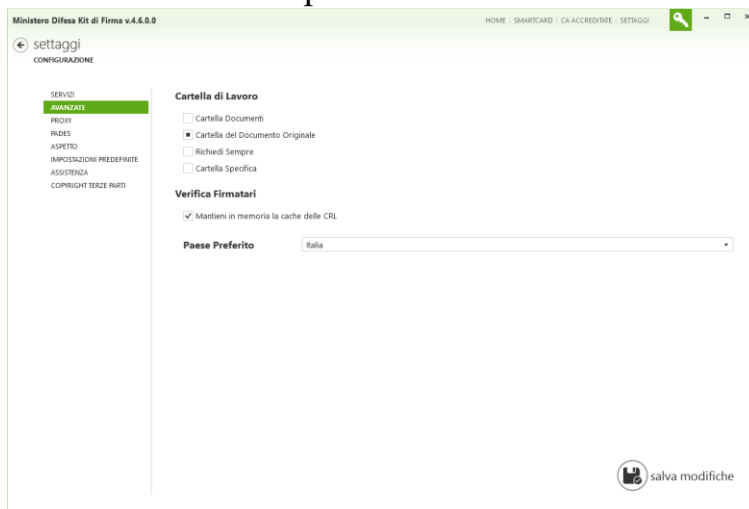 Ministero Difesa Kit di Firma v.4.6.0.0
HOME | SMARTCARD | CA ACCREDITATE | SETTAGGI
settaggi
CONFIGURAZIONE
SERVIZI
AVANZATE
PROXY
PADES
ASPETTO
IMPOSTAZIONI PREDEFINITE
ASSISTENZA
COPYRIGHT TERZE PARTI
Cartella di Lavoro
Cartella Documenti
Cartella del Documento Originale
Richiedi Sempre
Cartella Specifica
Verifica Firmatari
Mantieni in memoria la cache delle CRL
Paese Preferito Italia
salva modifiche